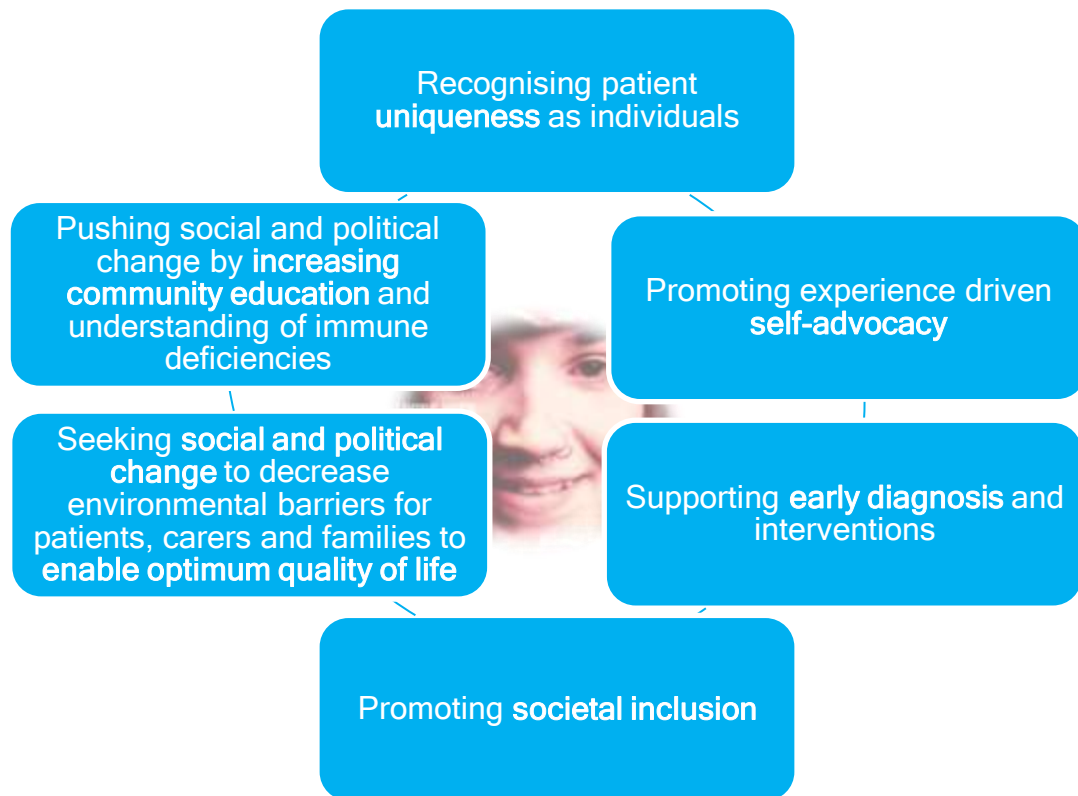 Recognising patient
uniqueness as individuals
Promoting experience driven
self-advocacy
Supporting early diagnosis and
interventions
Promoting societal inclusion
Seeking social and political
change to decrease
environmental barriers for
patients, carers and families to
enable optimum quality of life
Pushing social and political
change by increasing
community education and
understanding of immune
deficiencies